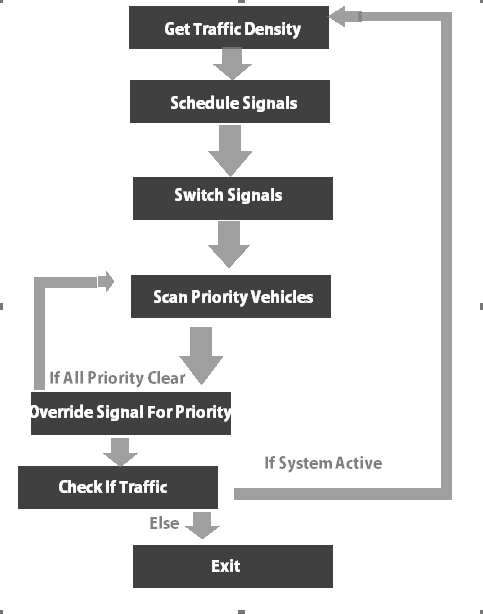 Get Traffic Density
Schedule Signals
Switch Signals
Scan Priority Vehicles
If All Priority Clear
Override Signal For Priority
If System Active
Check If Traffic
Else
Exit